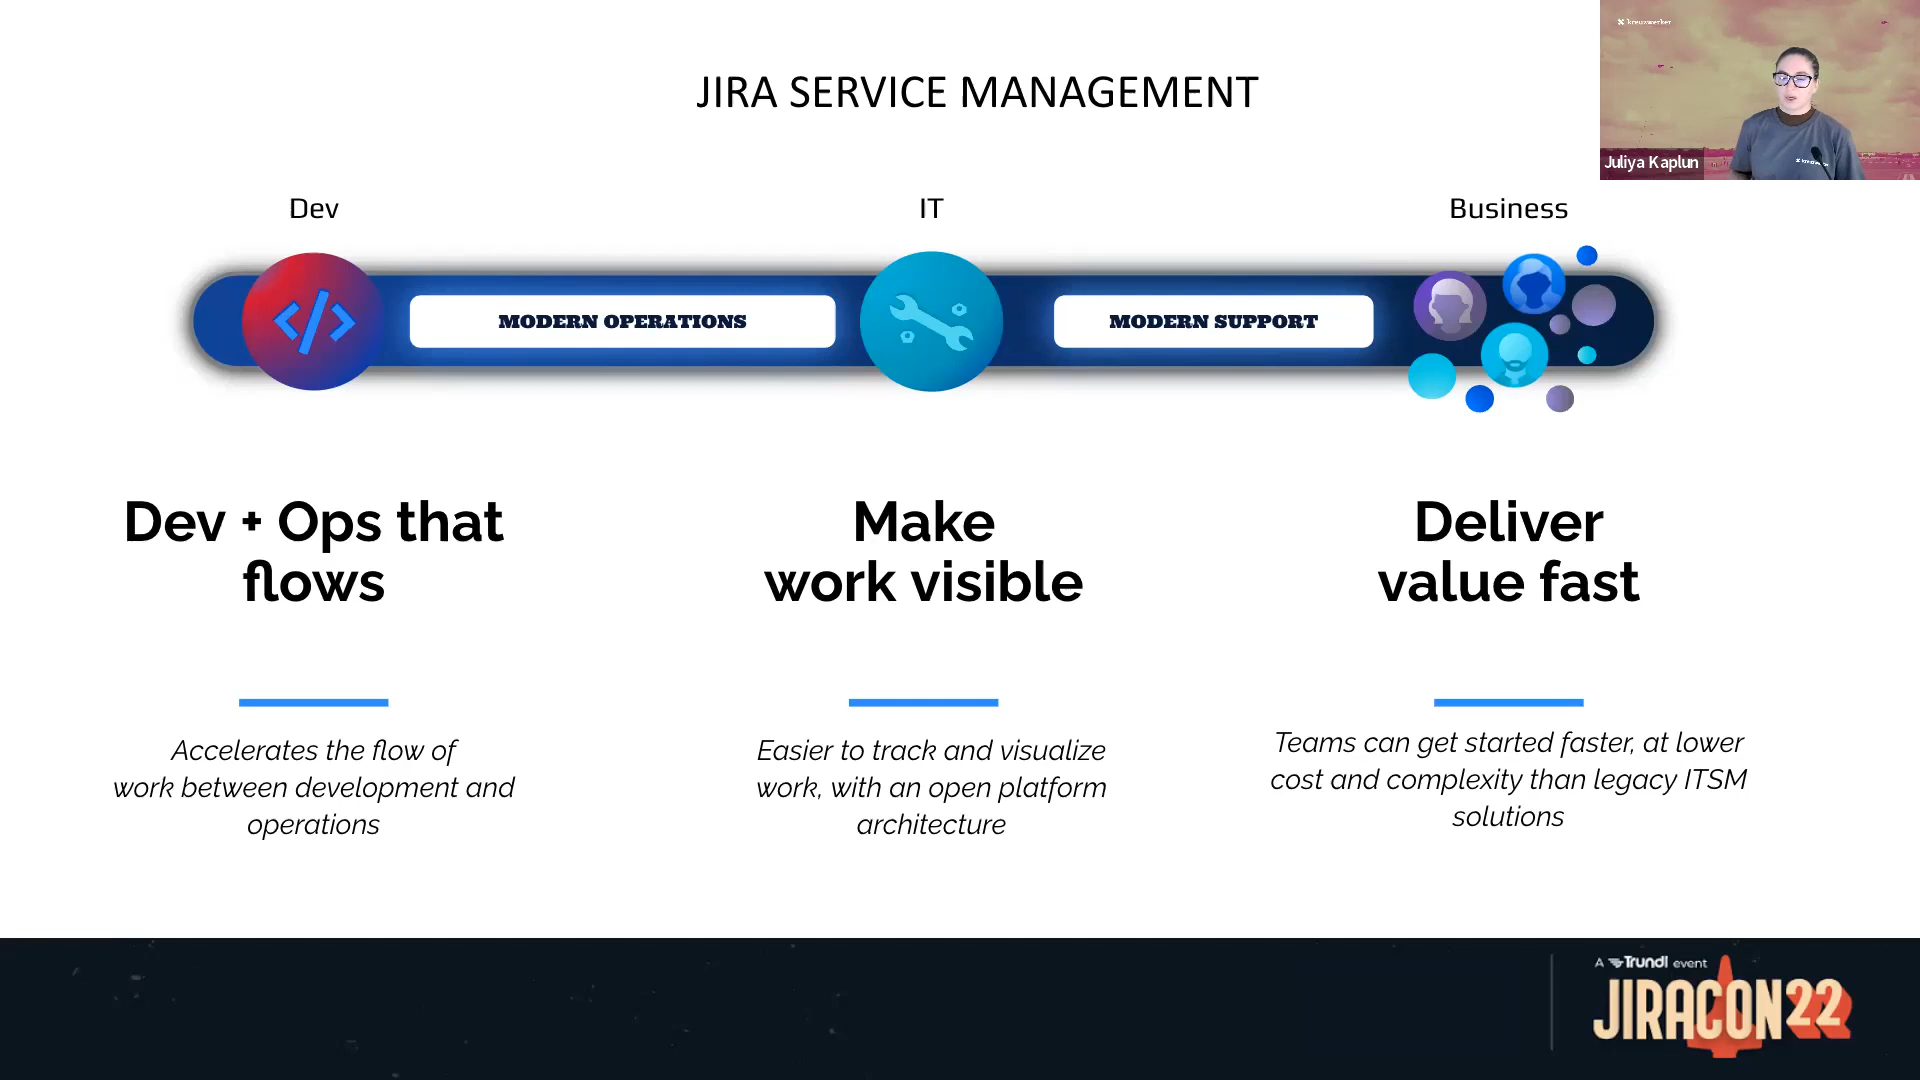 kreuzwerker
JIRA SERVICE MANAGEMENT
Juliya Kaplun
Dev
IT
Business
MODERN OPERATIONS
MODERN SUPPORT
Dev + Ops that
flows
Make
work visible
Deliver
value fast
Accelerates the flow of
work between development and
operations
Easier to track and visualize
work, with an open platform
architecture
Teams can get started faster, at lower
cost and complexity than legacy ITSM
solutions
A Trundl event
JIRACON22